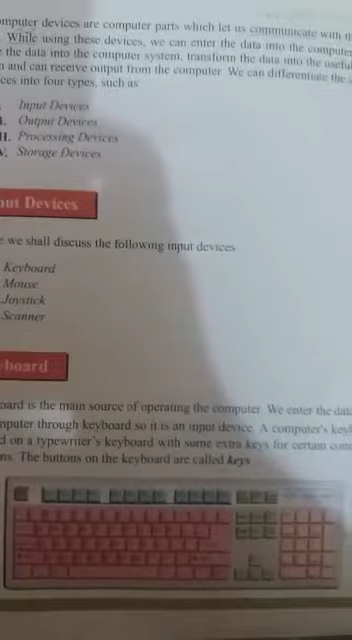 mputer devices are computer parts which let us communicate with
While using these devices, we can enter the data into the computer
the data into the computer system, transform the data into the useful
and can receive output from the computer We can differentiate the
ces into four types, such as
Input Devices
Output Devices
II. Processing Devices
V. Storage Devices
ut Devices
e we shall discuss the following input devices
Keyboard
Mouse
Joystick
Scanner
board
oard is the main source of operating the computer We enter the data
mputer through keyboard so it is an input device. A computer's key
d on a typewriter's keyboard with some extra keys for certain
ns. The buttons on the keyboard are called keys